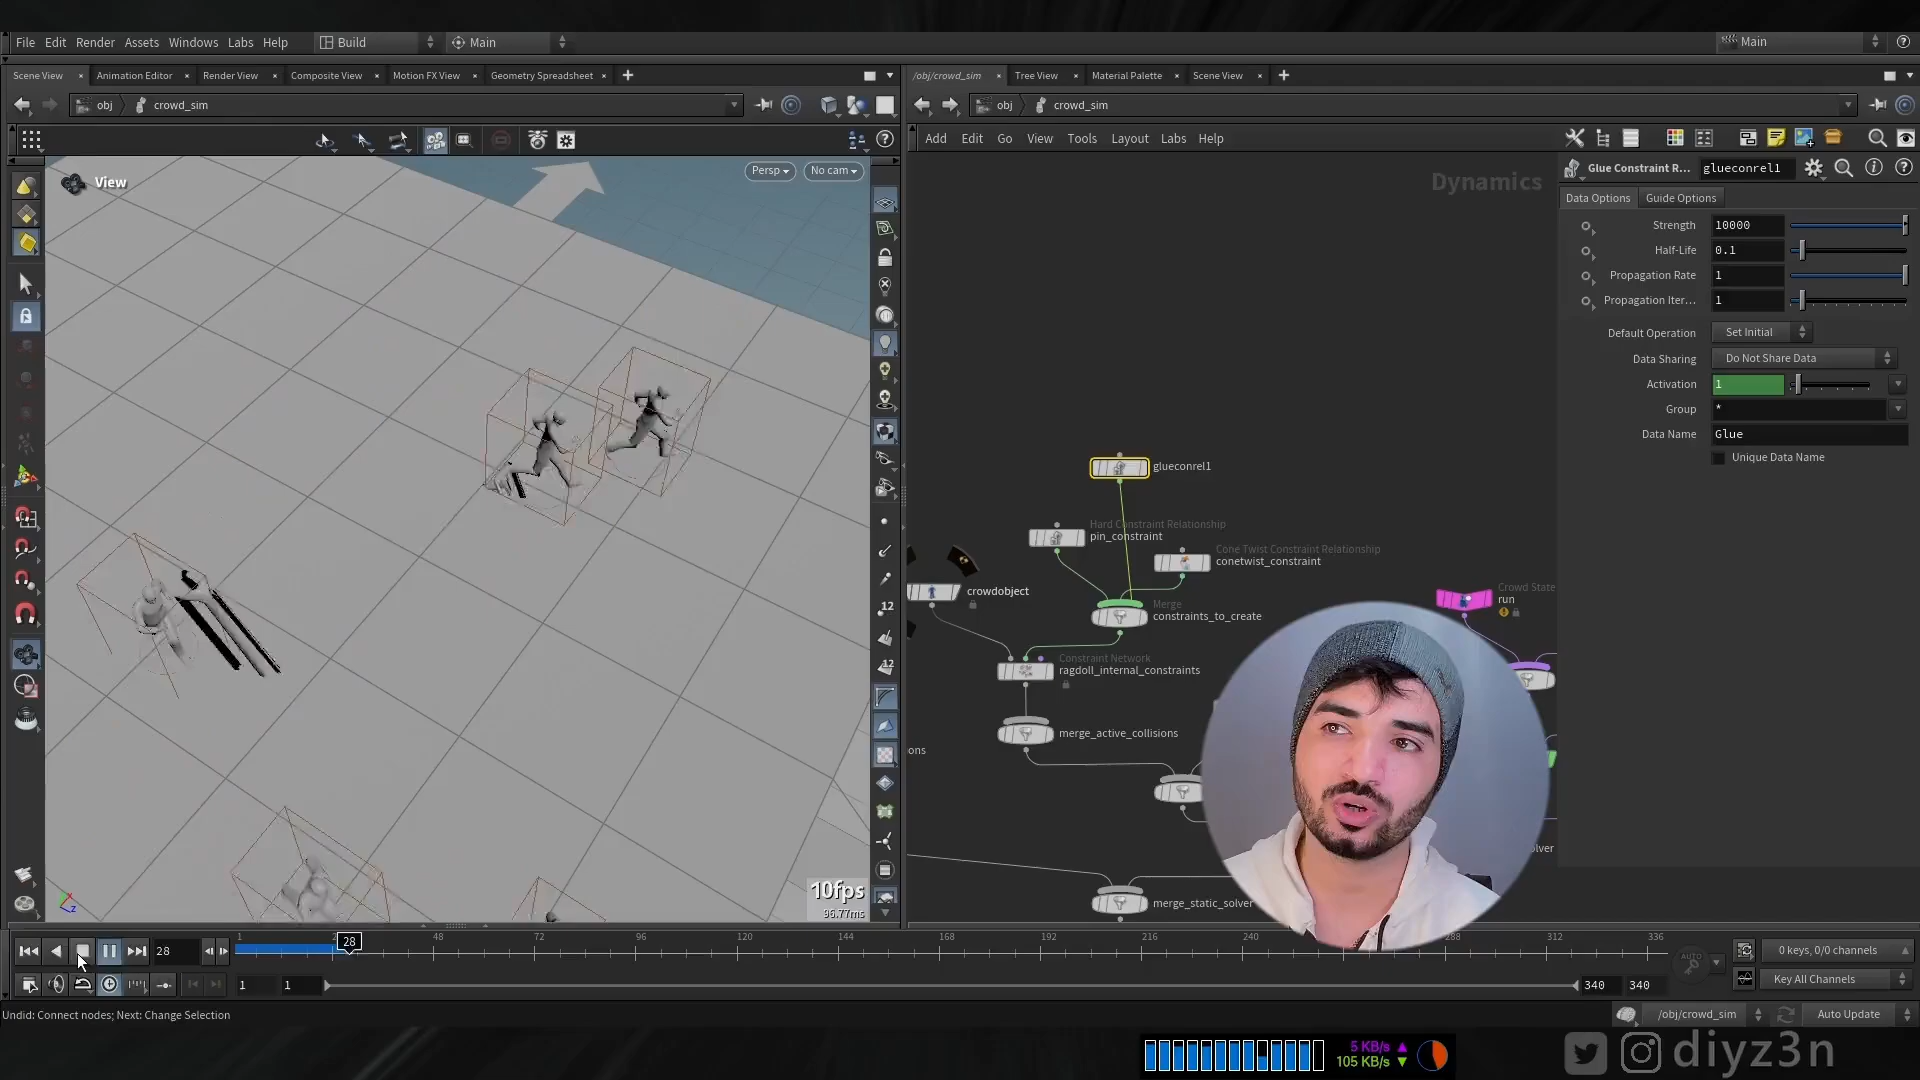 File Edit Render Assets Windows Labs Help Build Main Main
Scene View Animation Editor Render View Composite View Motion FX View Geometry Spreadsheet
/obj/crowd_sim Tree View Material Palette Scene View
obj crowd_sim
obj crowd_sim
Add Edit Go View Tools Layout Labs Help
View
Persp No cam
Dynamics
Glue Constraint R... glueconrel1
Data Options Guide Options
Strength 10000
Half-Life 0.1
Propagation Rate 1
Propagation Iter... 1
Default Operation Set Initial
Data Sharing Do Not Share Data
Activation 1
Group *
Data Name Glue
Unique Data Name
glueconrel1
Hard Constraint Relationship
pin_constraint
Cone Twist Constraint Relationship
conetwist_constraint
crowdobject
Merge
constraints_to_create
Crowd State
run
Constraint Network
ragdoll_internal_constraints
merge_active_collisions
ons
olver
merge_static_solver
12
12
10fps
96.77ms
28
1 28 48 72 96 120 144 168 192 216 240 288 312 336
AUTO
0 keys, 0/0 channels
1 1 340 340
Key All Channels
Undid: Connect nodes; Next: Change Selection
/obj/crowd_sim Auto Update
5 KB/s
105 KB/s
diyz3n